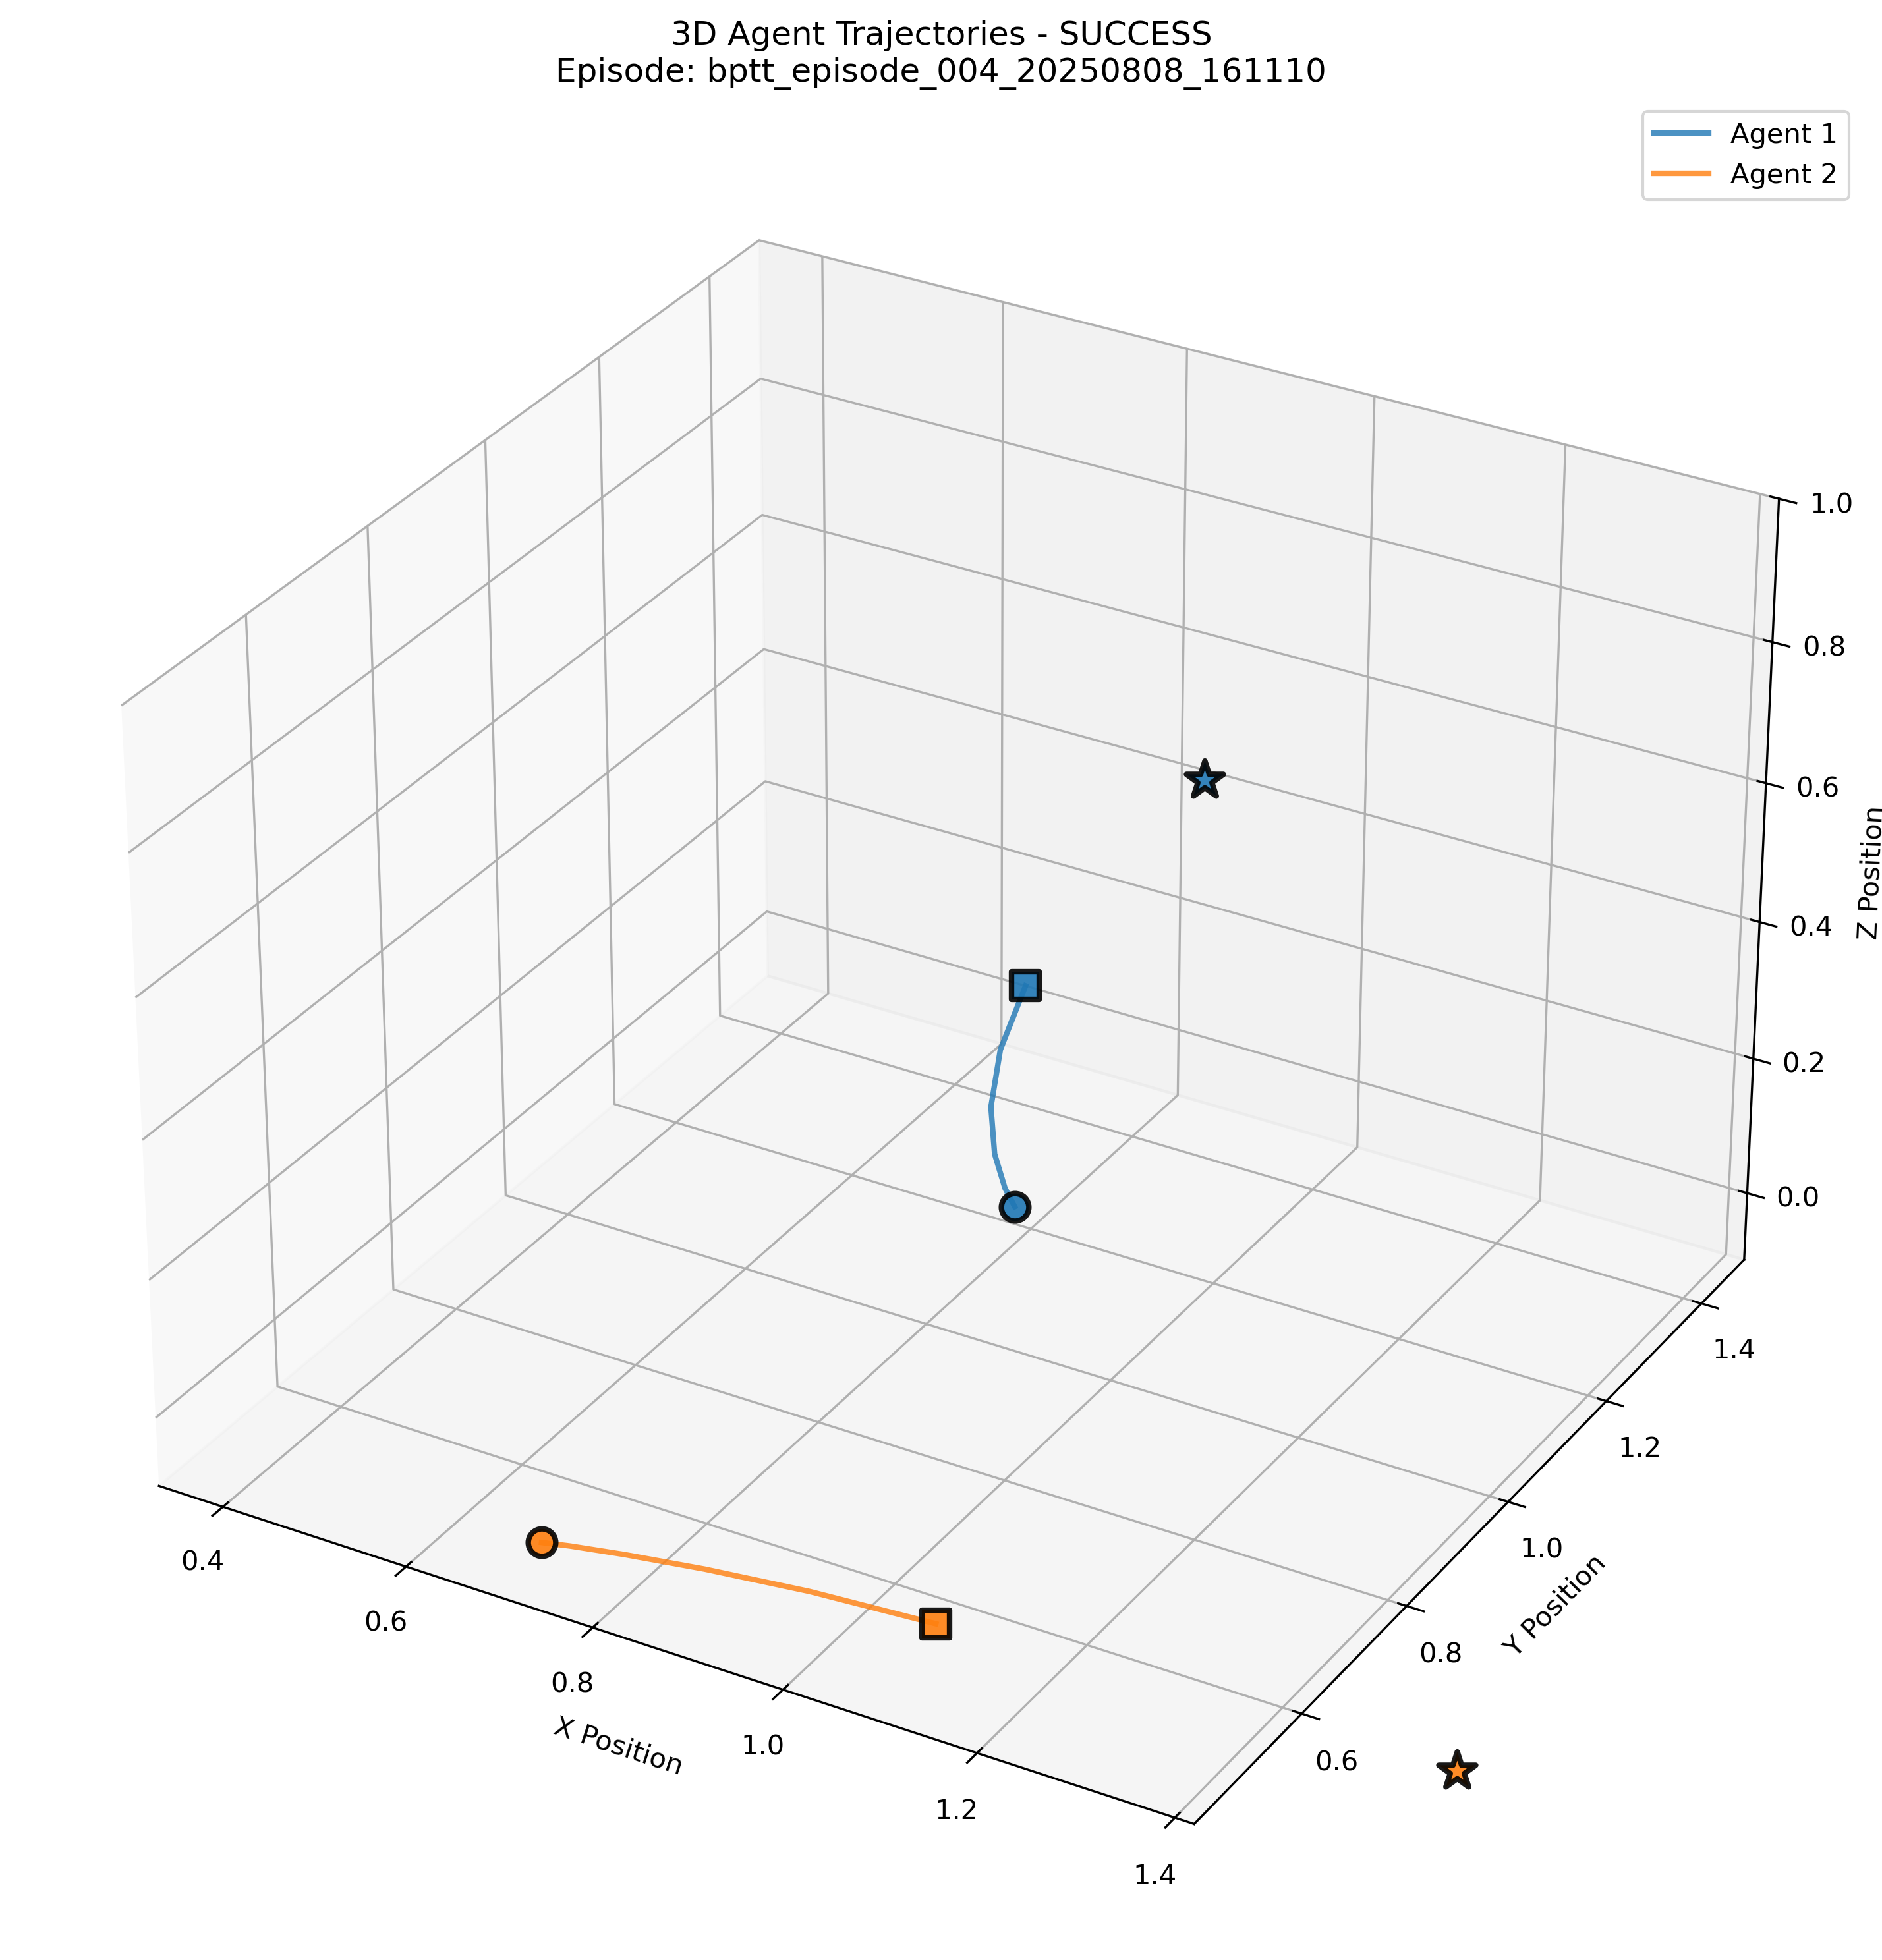 3D Agent Trajectories - SUCCESS
Episode: bptt_episode_004_20250808_161110
Agent 1
Agent 2
1.0
0.8
0.6
0.4
0.2
0.0
Z Position
1.4
1.2
1.0
0.8
0.6
Y Position
0.4
0.6
0.8
1.0
1.2
1.4
X Position